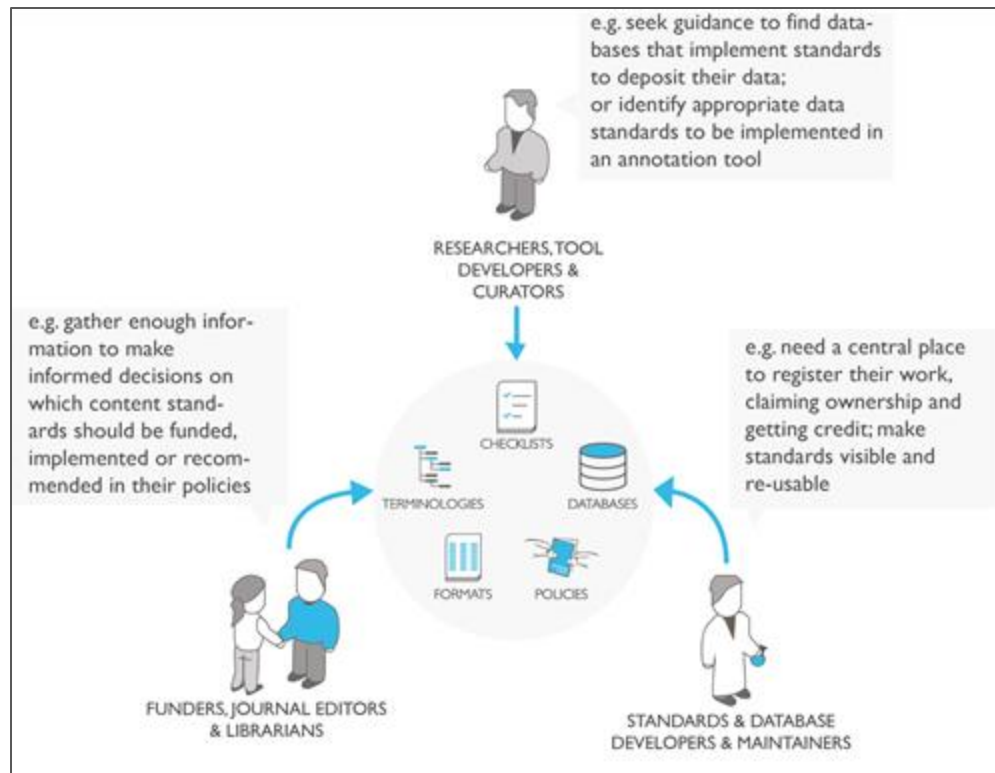 e.g. seek guidance to find data-
bases that implement standards
to deposit their data;
or identify appropriate data
standards to be implemented in
an annotation tool
RESEARCHERS, TOOL
DEVELOPERS &
CURATORS
e.g. gather enough infor-
mation to make
informed decisions on
which content stand-
ards should be funded,
implemented or recom-
mended in their policies
e.g. need a central place
to register their work,
claiming ownership and
getting credit; make
standards visible and
re-usable
CHECKLISTS
TERMINOLOGIES
DATABASES
FORMATS
POLICIES
FUNDERS, JOURNAL EDITORS
& LIBRARIANS
STANDARDS & DATABASE
DEVELOPERS & MAINTAINERS